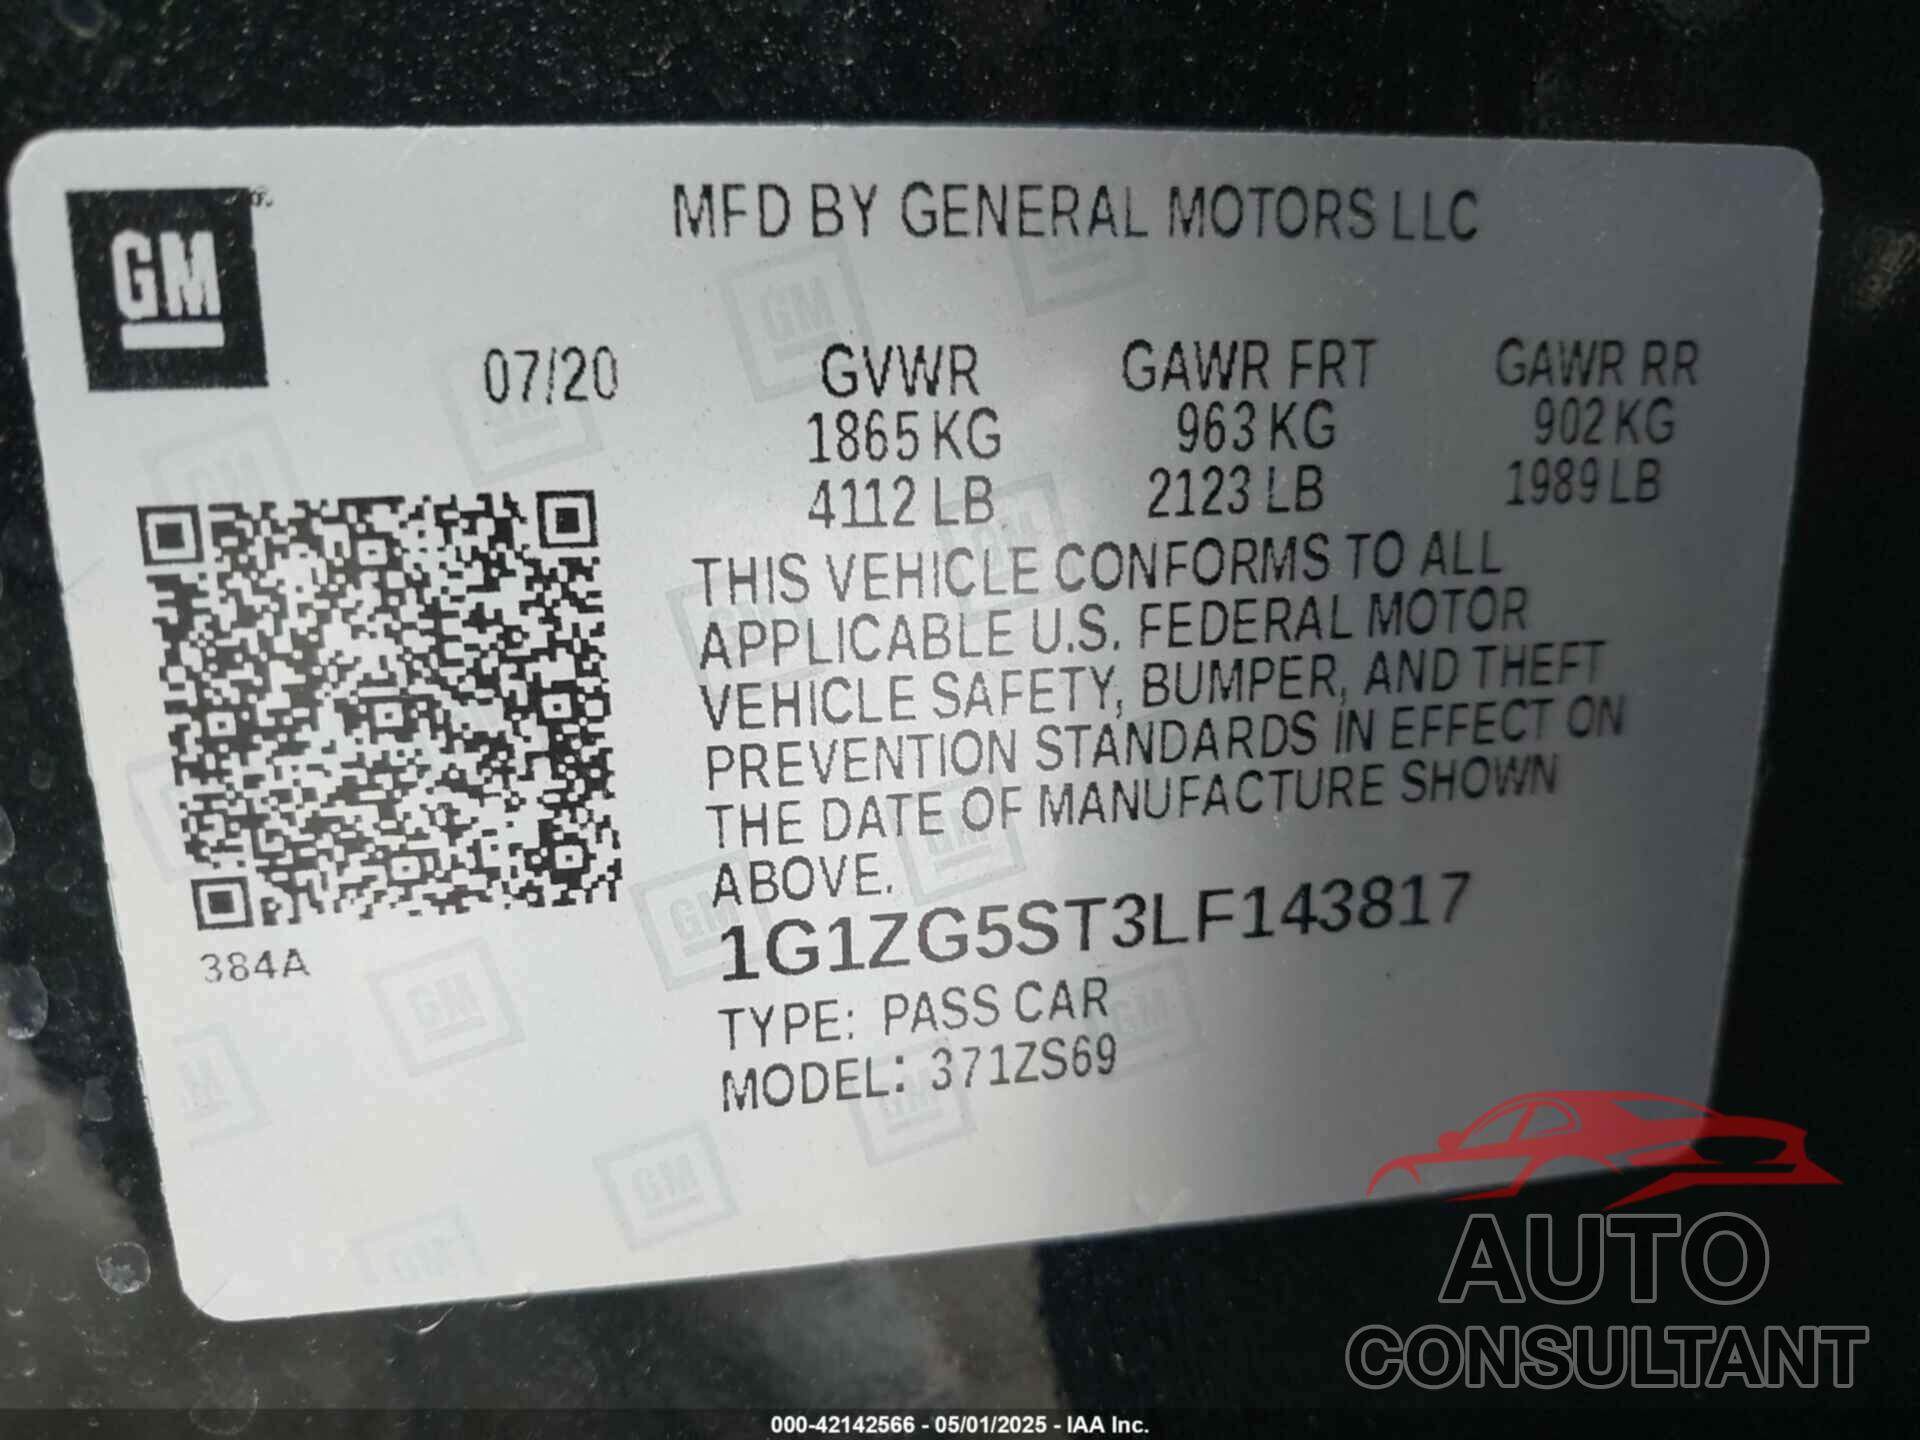 GM
MFD BY GENERAL MOTORS LLC
07/20 GVWR GAWR FRT GAWR RR
1865 KG 963 KG 902 KG
4112 LB 2123 LB 1989 LB
THIS VEHICLE CONFORMS TO ALL
APPLICABLE U.S. FEDERAL MOTOR
VEHICLE SAFETY, BUMPER, AND THEFT
PREVENTION STANDARDS IN EFFECT ON
THE DATE OF MANUFACTURE SHOWN
ABOVE.
384A
1G1ZG5ST3LF143817
TYPE: PASS CAR
MODEL: 371ZS69
AUTO
CONSULTANT
000-42142566 - 05/01/2025 - IAA Inc.